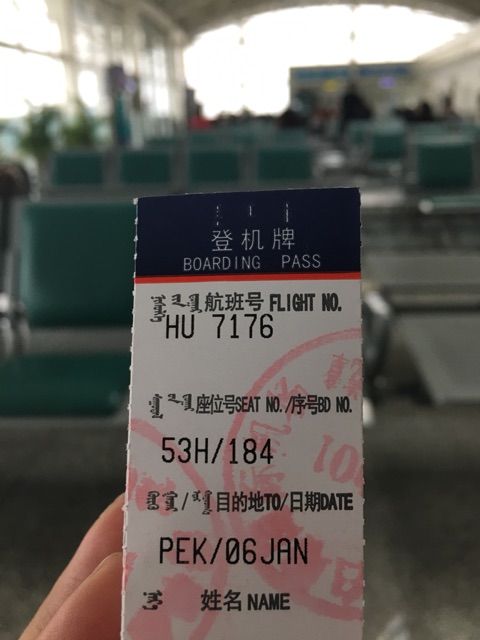 登机牌
BOARDING PASS
航班号 FLIGHT NO.
HU 7176
座位号SEAT NO./序号BD NO.
53H/184
/ 目的地TO/日期DATE
PEK/06JAN
姓名 NAME